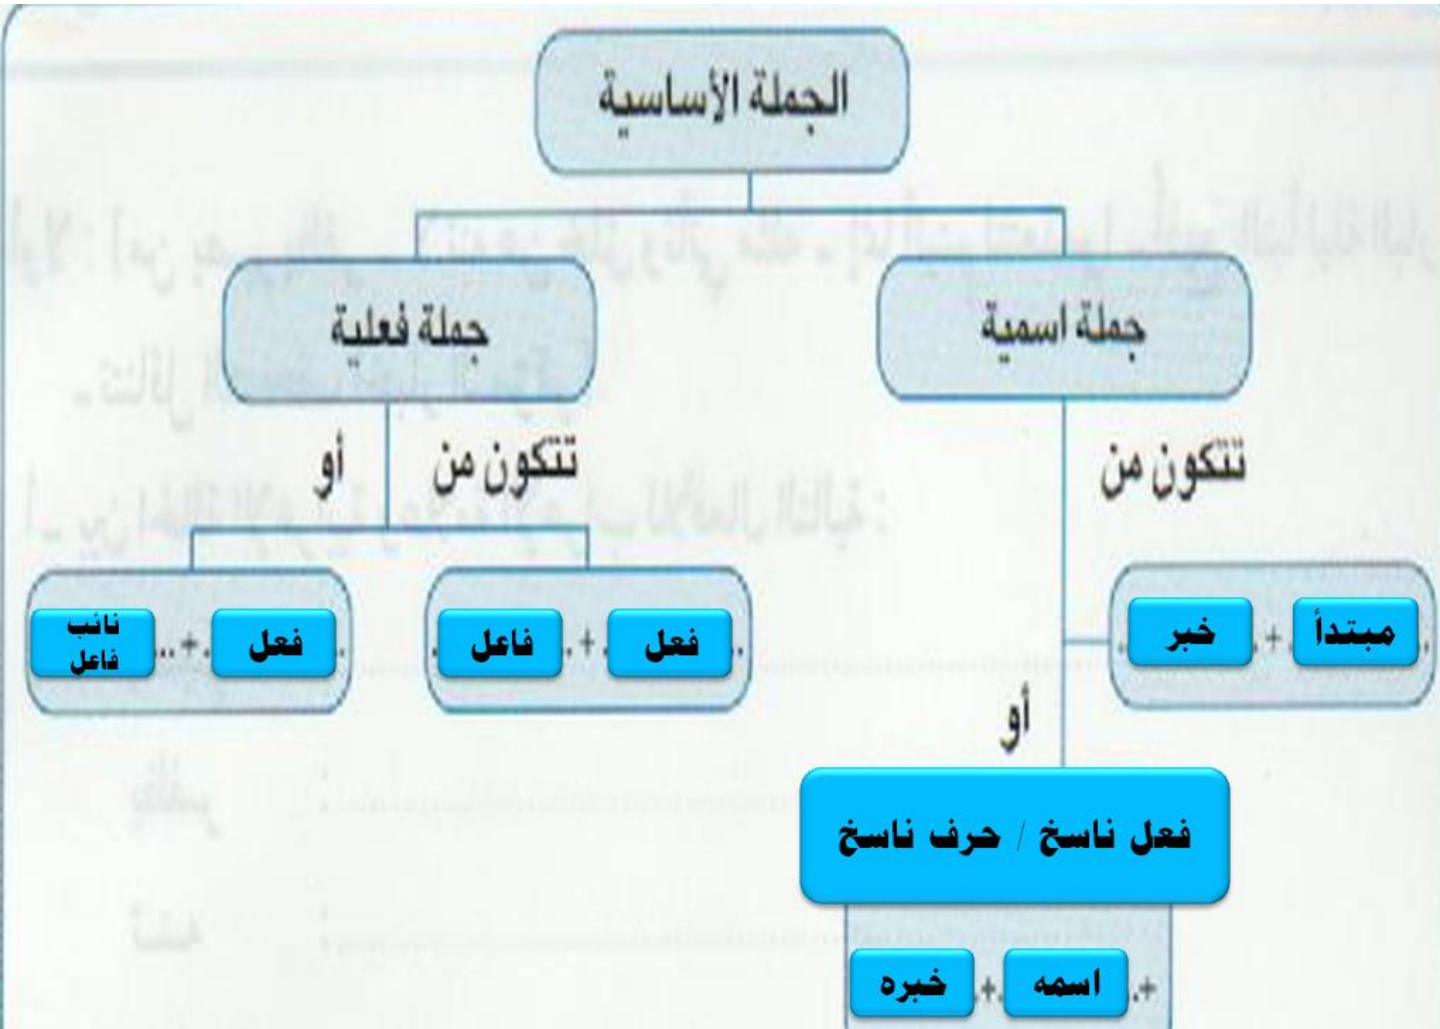 الجملة الأساسية
جملة اسمية
جملة فعلية
تتكون من
تتكون من
أو
مبتدأ + خبر
فعل + فاعل
فعل + نائب فاعل
أو
فعل ناسخ / حرف ناسخ
+ اسمه + خبره